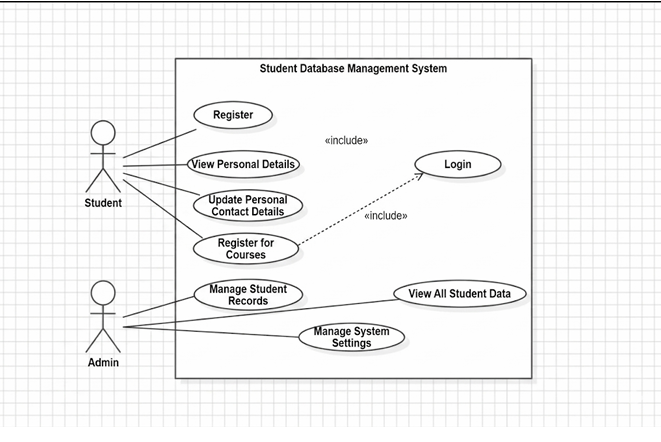 Student Database Management System
Register
«include»
View Personal Details
Login
Student
Update Personal
Contact Details
«include»
Register for
Courses
Manage Student
Records
View All Student Data
Manage System
Settings
Admin